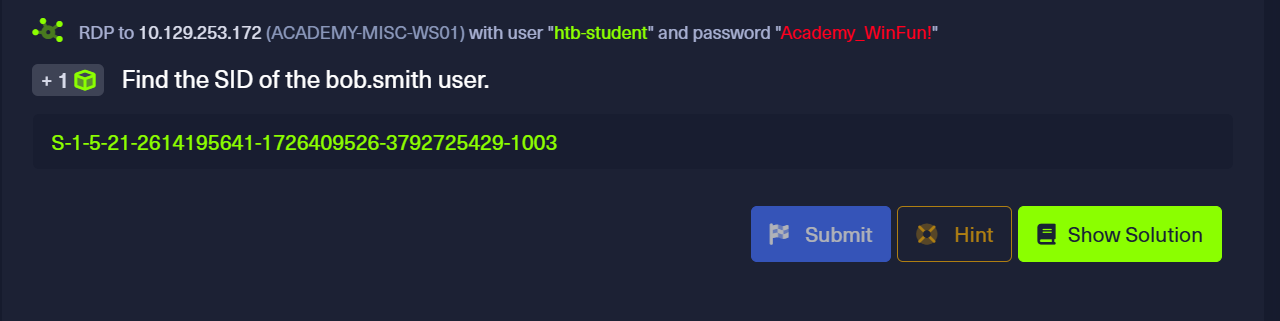 RDP to 10.129.253.172 (ACADEMY-MISC-WS01) with user "htb-student" and password "Academy_WinFun!"
+ 1 Find the SID of the bob.smith user.
S-1-5-21-2614195641-1726409526-3792725429-1003
Submit Hint Show Solution